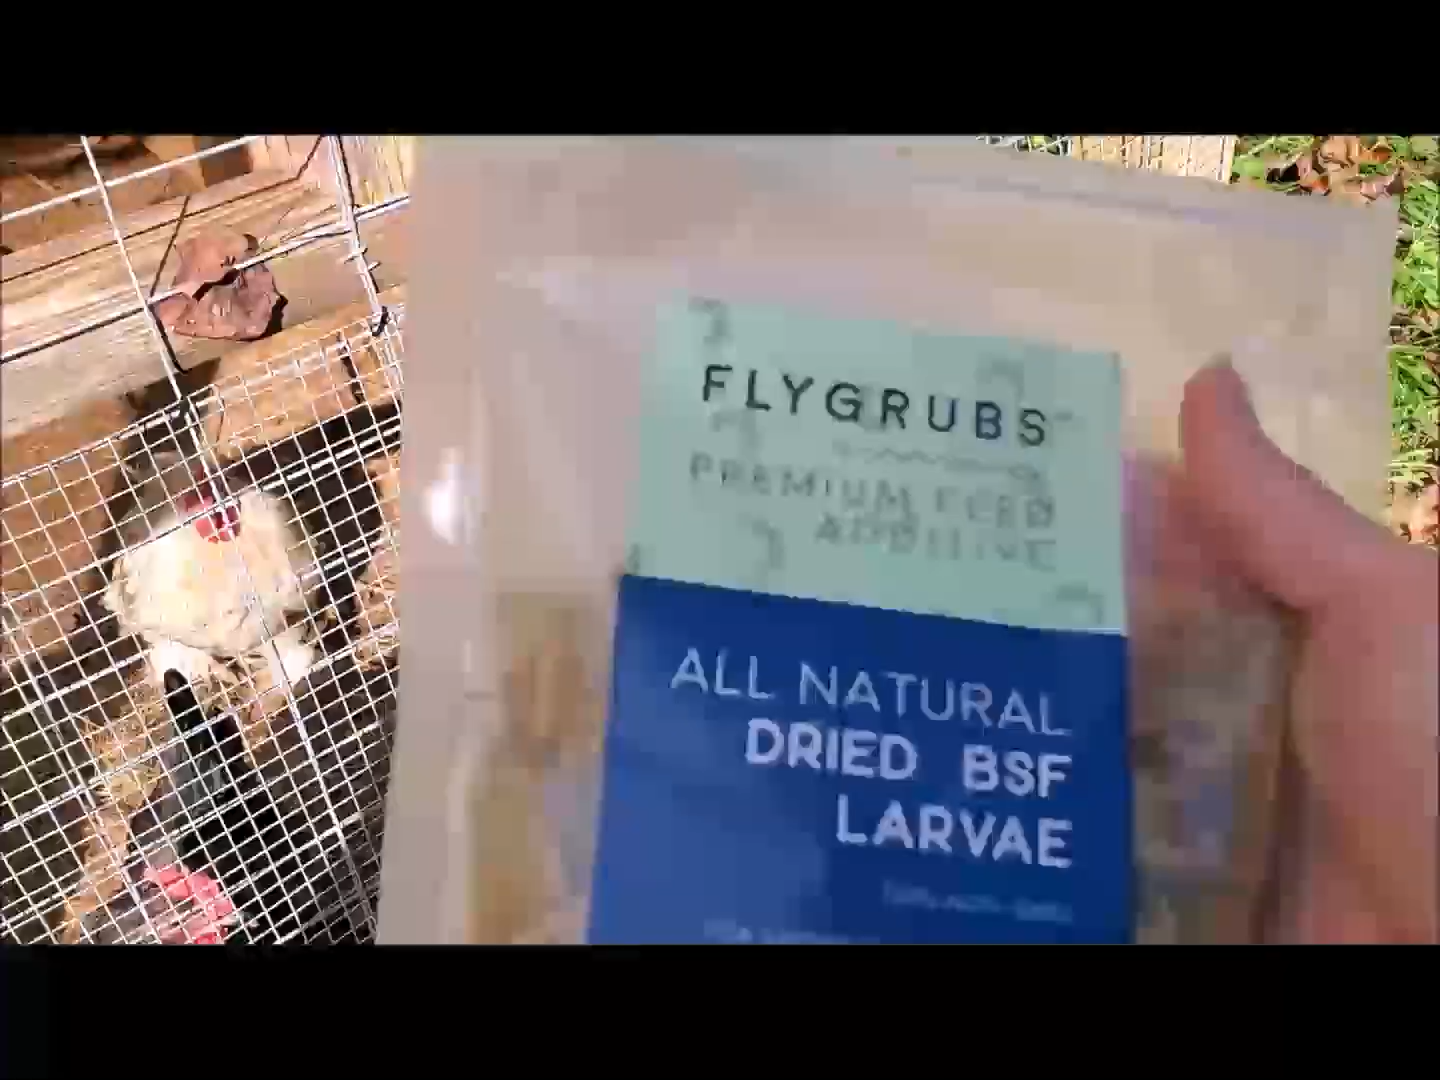 FLYGRUBS
PREMIUM FEED
ADDITIVE
ALL NATURAL
DRIED BSF
LARVAE